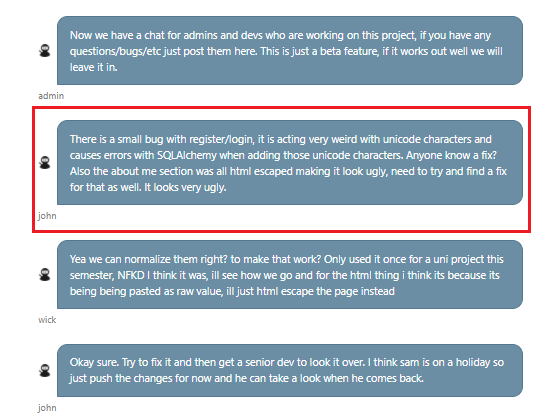 Now we have a chat for admins and devs who are working on this project, if you have any
questions/bugs/etc just post them here. This is just a beta feature, if it works out well we will
leave it in.
admin
There is a small bug with register/login, it is acting very weird with unicode characters and
causes errors with SQLAlchemy when adding those unicode characters. Anyone know a fix?
Also the about me section was all html escaped making it look ugly, need to try and find a fix
for that as well. It looks very ugly.
john
Yea we can normalize them right? to make that work? Only used it once for a uni project this
semester, NFKD I think it was, ill see how we go and for the html thing i think its because its
being being pasted as raw value, ill just html escape the page instead
wick
Okay sure. Try to fix it and then get a senior dev to look it over. I think sam is on a holiday so
just push the changes for now and he can take a look when he comes back.
john